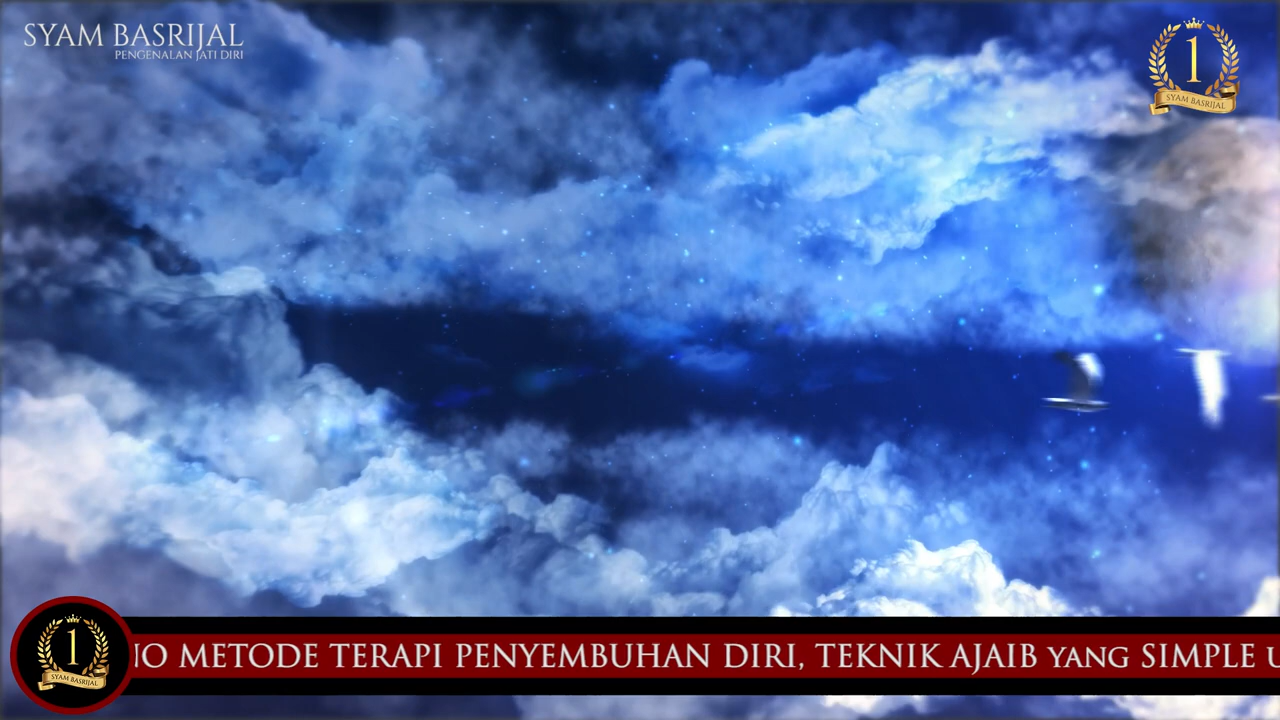 SYAM BASRIJAL
PENGENALAN JATI DIRI
1
SYAM BASRIJAL
1
SYAM BASRIJAL
METODE TERAPI PENYEMBUHAN DIRI, TEKNIK AJAIB YANG SIMPLE